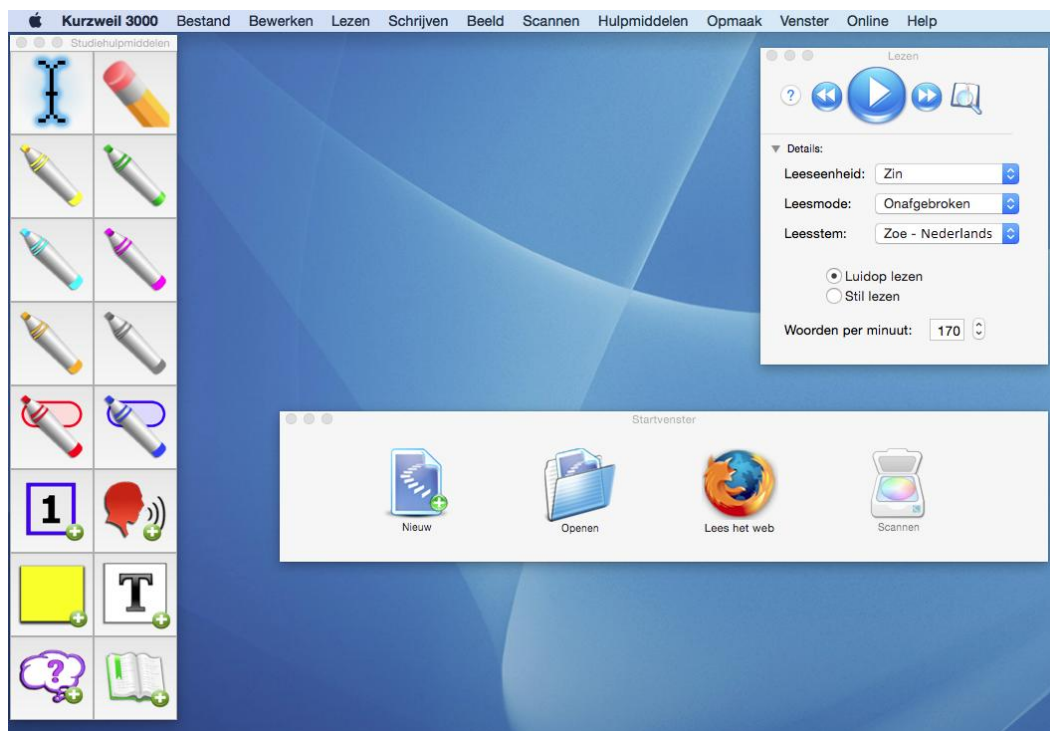 Kurzweil 3000 Bestand Bewerken Lezen Schrijven Beeld Scannen Hulpmiddelen Opmaak Venster Online Help
Studiehulpmiddelen
1
T
?
Lezen
?
Details:
Leeseenheid: Zin
Leesmode: Onafgebroken
Leesstem: Zoe - Nederlands
Luidop lezen
Stil lezen
Woorden per minuut: 170
Startvenster
Nieuw Openen Lees het web Scannen